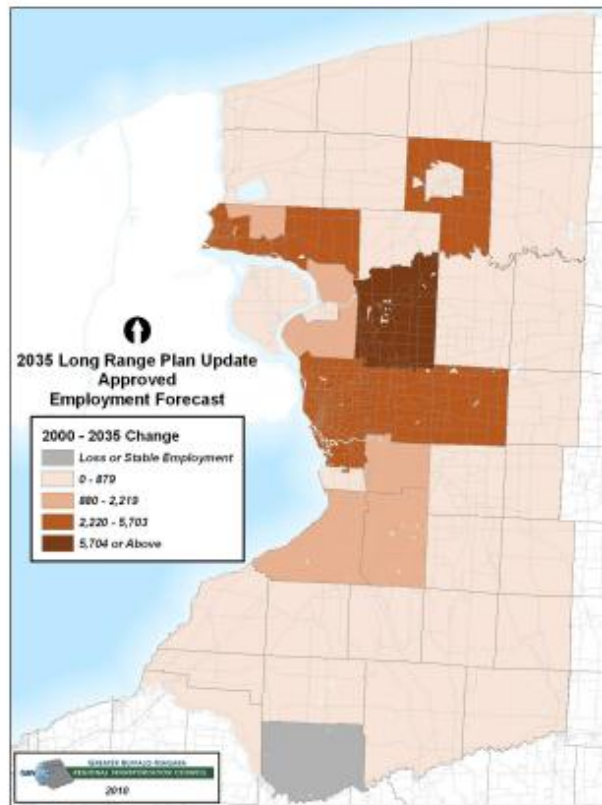 2035 Long Range Plan Update
Approved
Employment Forecast
2000 - 2035 Change
Loss or Stable Employment
0 - 879
880 - 2,219
2,220 - 5,703
5,704 or Above
GREATER BUFFALO-NIAGARA
REGIONAL TRANSPORTATION COUNCIL
2010